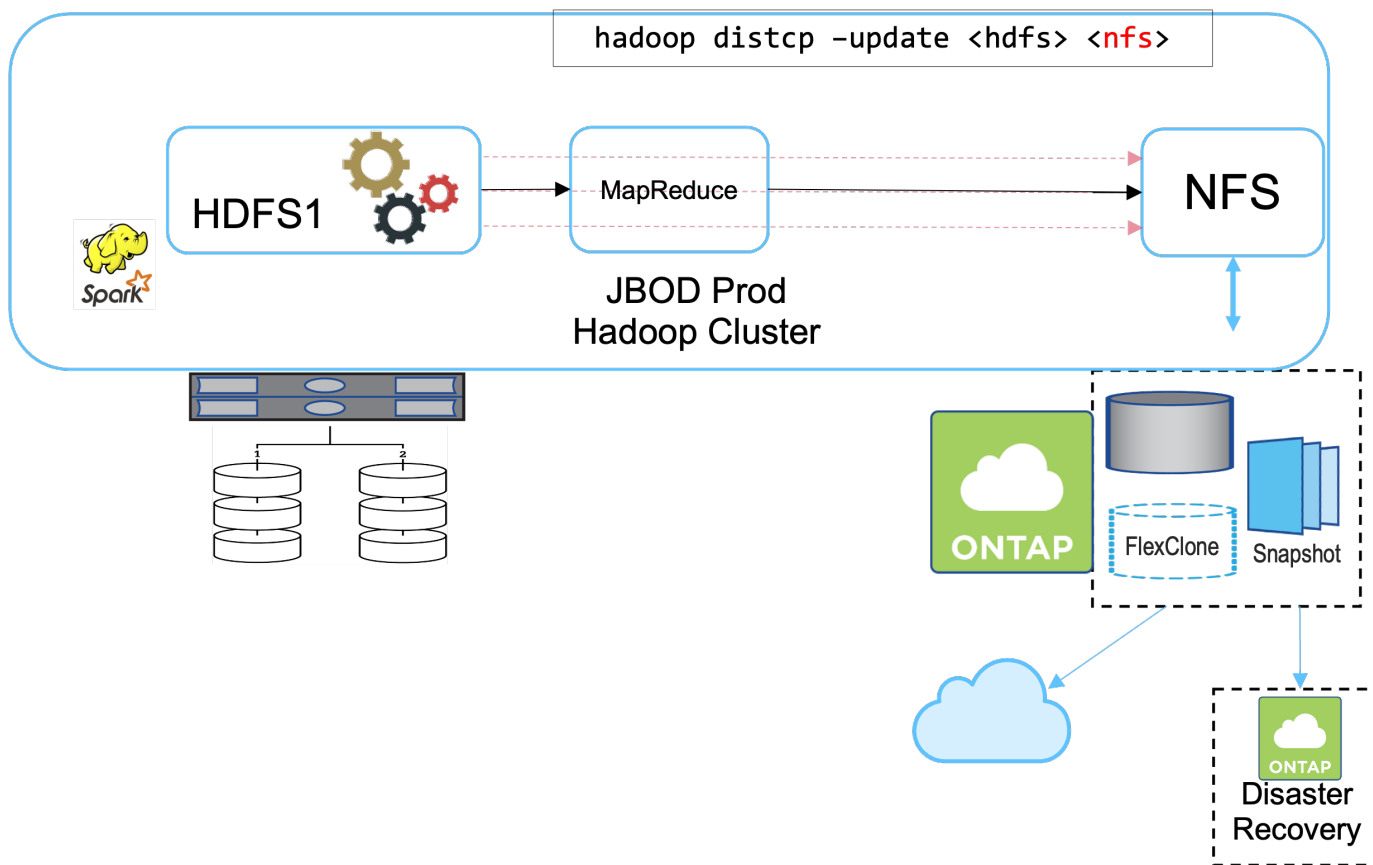 hadoop distcp –update <hdfs> <nfs>
HDFS1
MapReduce
NFS
Spark
JBOD Prod
Hadoop Cluster
1
2
ONTAP
FlexClone
Snapshot
ONTAP
Disaster
Recovery